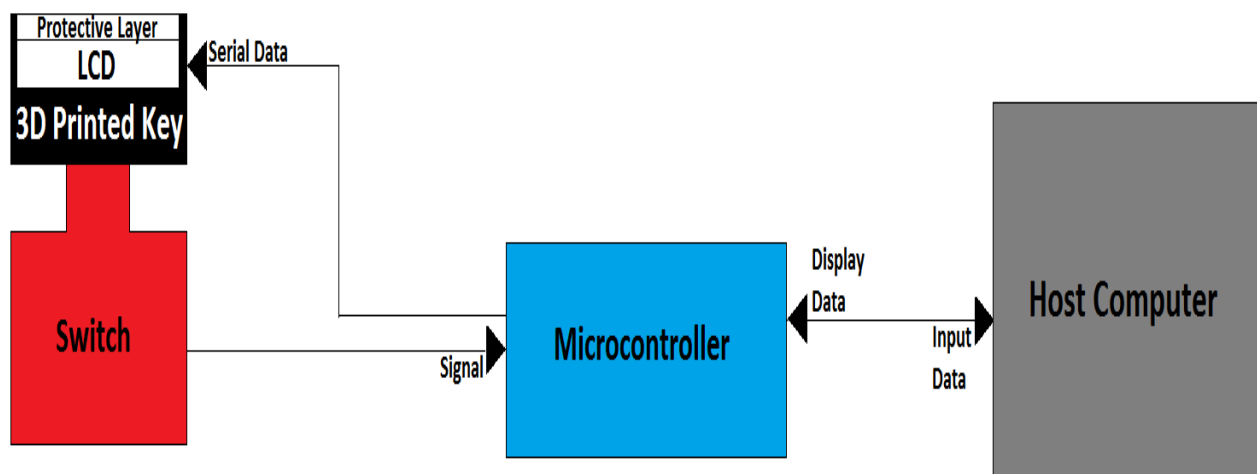 Protective Layer
LCD
3D Printed Key
Serial Data
Switch
Signal
Microcontroller
Display
Data
Input
Data
Host Computer